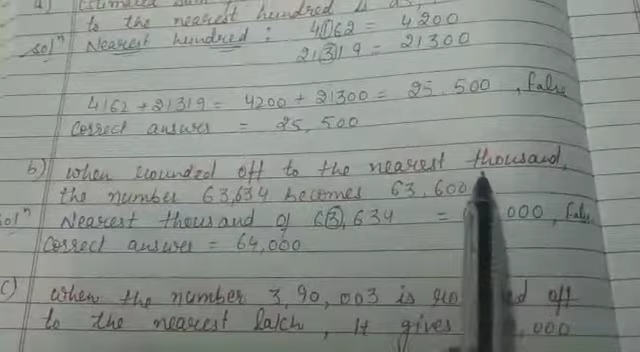 a) Estimated sum
to the nearest hundred
solⁿ Nearest hundred : 4162 = 4200
21319 = 21300
4162 + 21319 = 4200 + 21300 = 25,500 , False
Correct answer = 25,500
b) when rounded off to the nearest thousand,
the number 63,634 becomes 63,600
Solⁿ Nearest thousand of 63,634 = 000, False
Correct answer = 64,000
c) When the number 3,90,003 is off
to the nearest lakh, It gives ,000